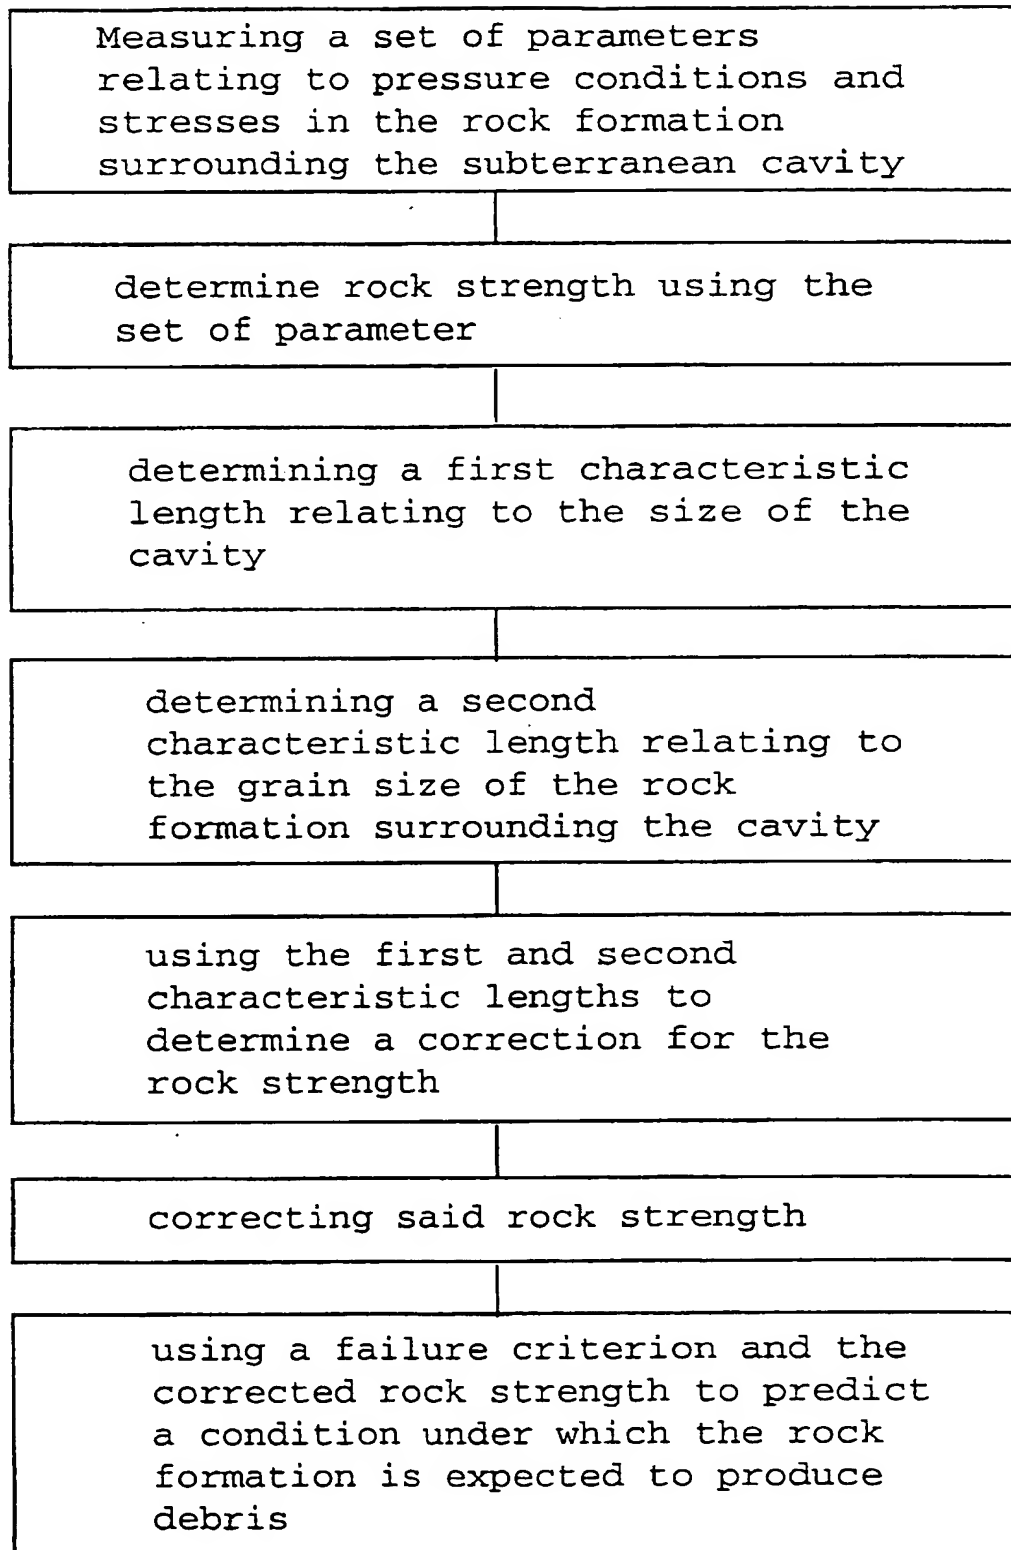 Measuring a set of parameters
relating to pressure conditions and
stresses in the rock formation
surrounding the subterranean cavity
determine rock strength using the
set of parameter
determining a first characteristic
length relating to the size of the
cavity
determining a second
characteristic length relating to
the grain size of the rock
formation surrounding the cavity
using the first and second
characteristic lengths to
determine a correction for the
rock strength
correcting said rock strength
using a failure criterion and the
corrected rock strength to predict
a condition under which the rock
formation is expected to produce
debris